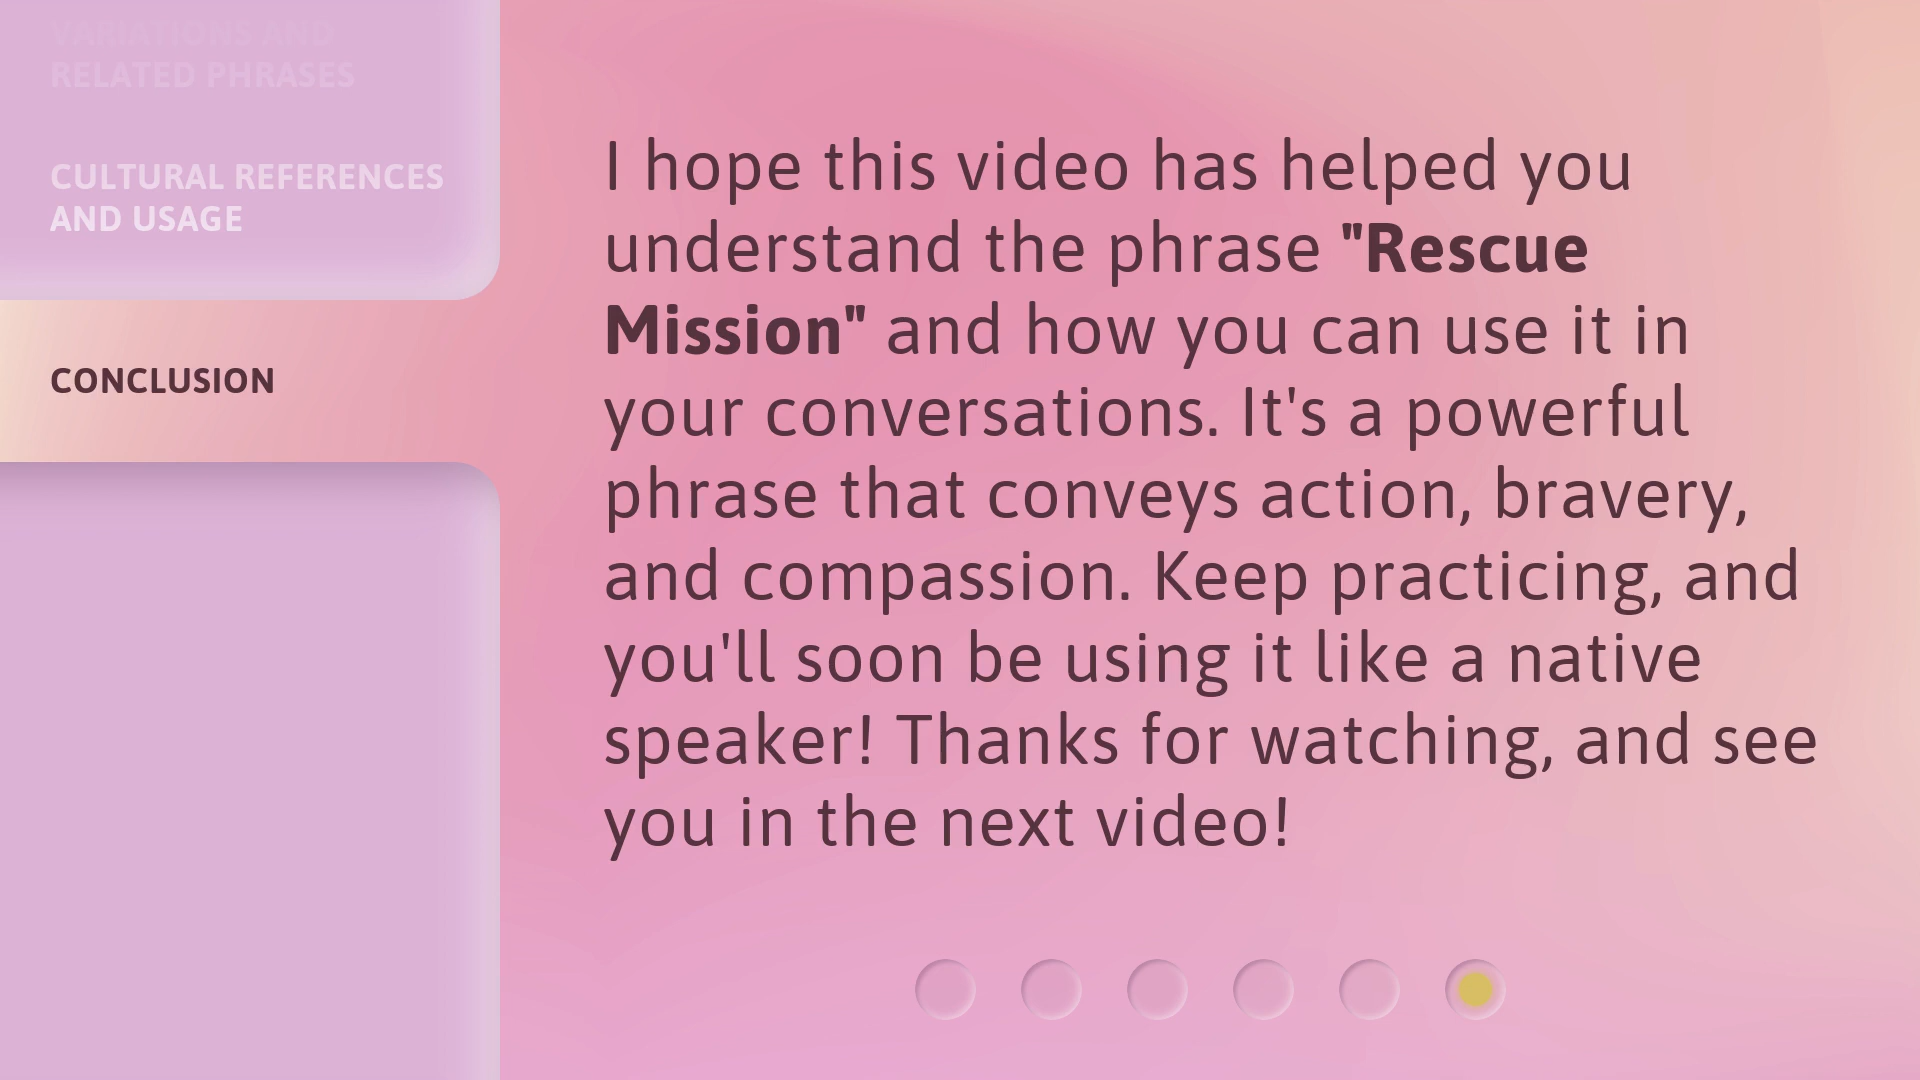 VARIATIONS AND
RELATED PHRASES
CULTURAL REFERENCES
AND USAGE
CONCLUSION
I hope this video has helped you
understand the phrase "Rescue
Mission" and how you can use it in
your conversations. It's a powerful
phrase that conveys action, bravery,
and compassion. Keep practicing, and
you'll soon be using it like a native
speaker! Thanks for watching, and see
you in the next video!